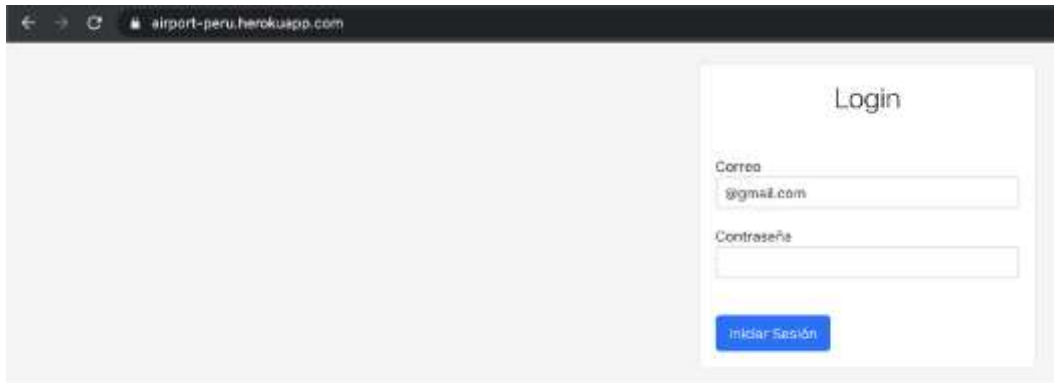 airport-peru.herokuapp.com
Login
Correo
@gmail.com
Contraseña
Iniciar Sesión